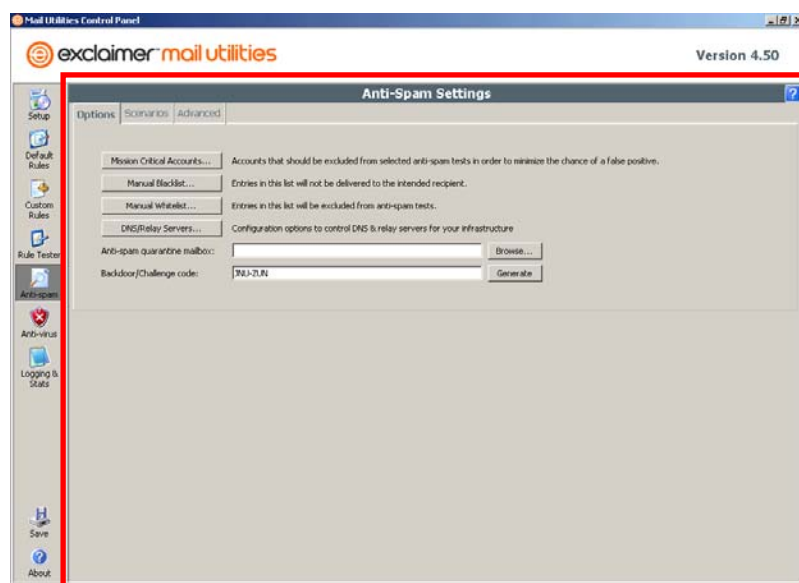 Mail Utilities Control Panel
exclaimer mail utilities
Version 4.50
Anti-Spam Settings
?
Options Scenarios Advanced
Setup
Default
Rules
Custom
Rules
Rule Tester
Anti-spam
Anti-virus
Logging &
Stats
Save
About
Mission Critical Accounts... Accounts that should be excluded from selected anti-spam tests in order to minimize the chance of a false positive.
Manual Blacklist... Entries in this list will not be delivered to the intended recipient.
Manual Whitelist... Entries in this list will be excluded from anti-spam tests.
DNS/Relay Servers... Configuration options to control DNS & relay servers for your infrastructure
Anti-spam quarantine mailbox: Browse...
Backdoor/Challenge code: Generate